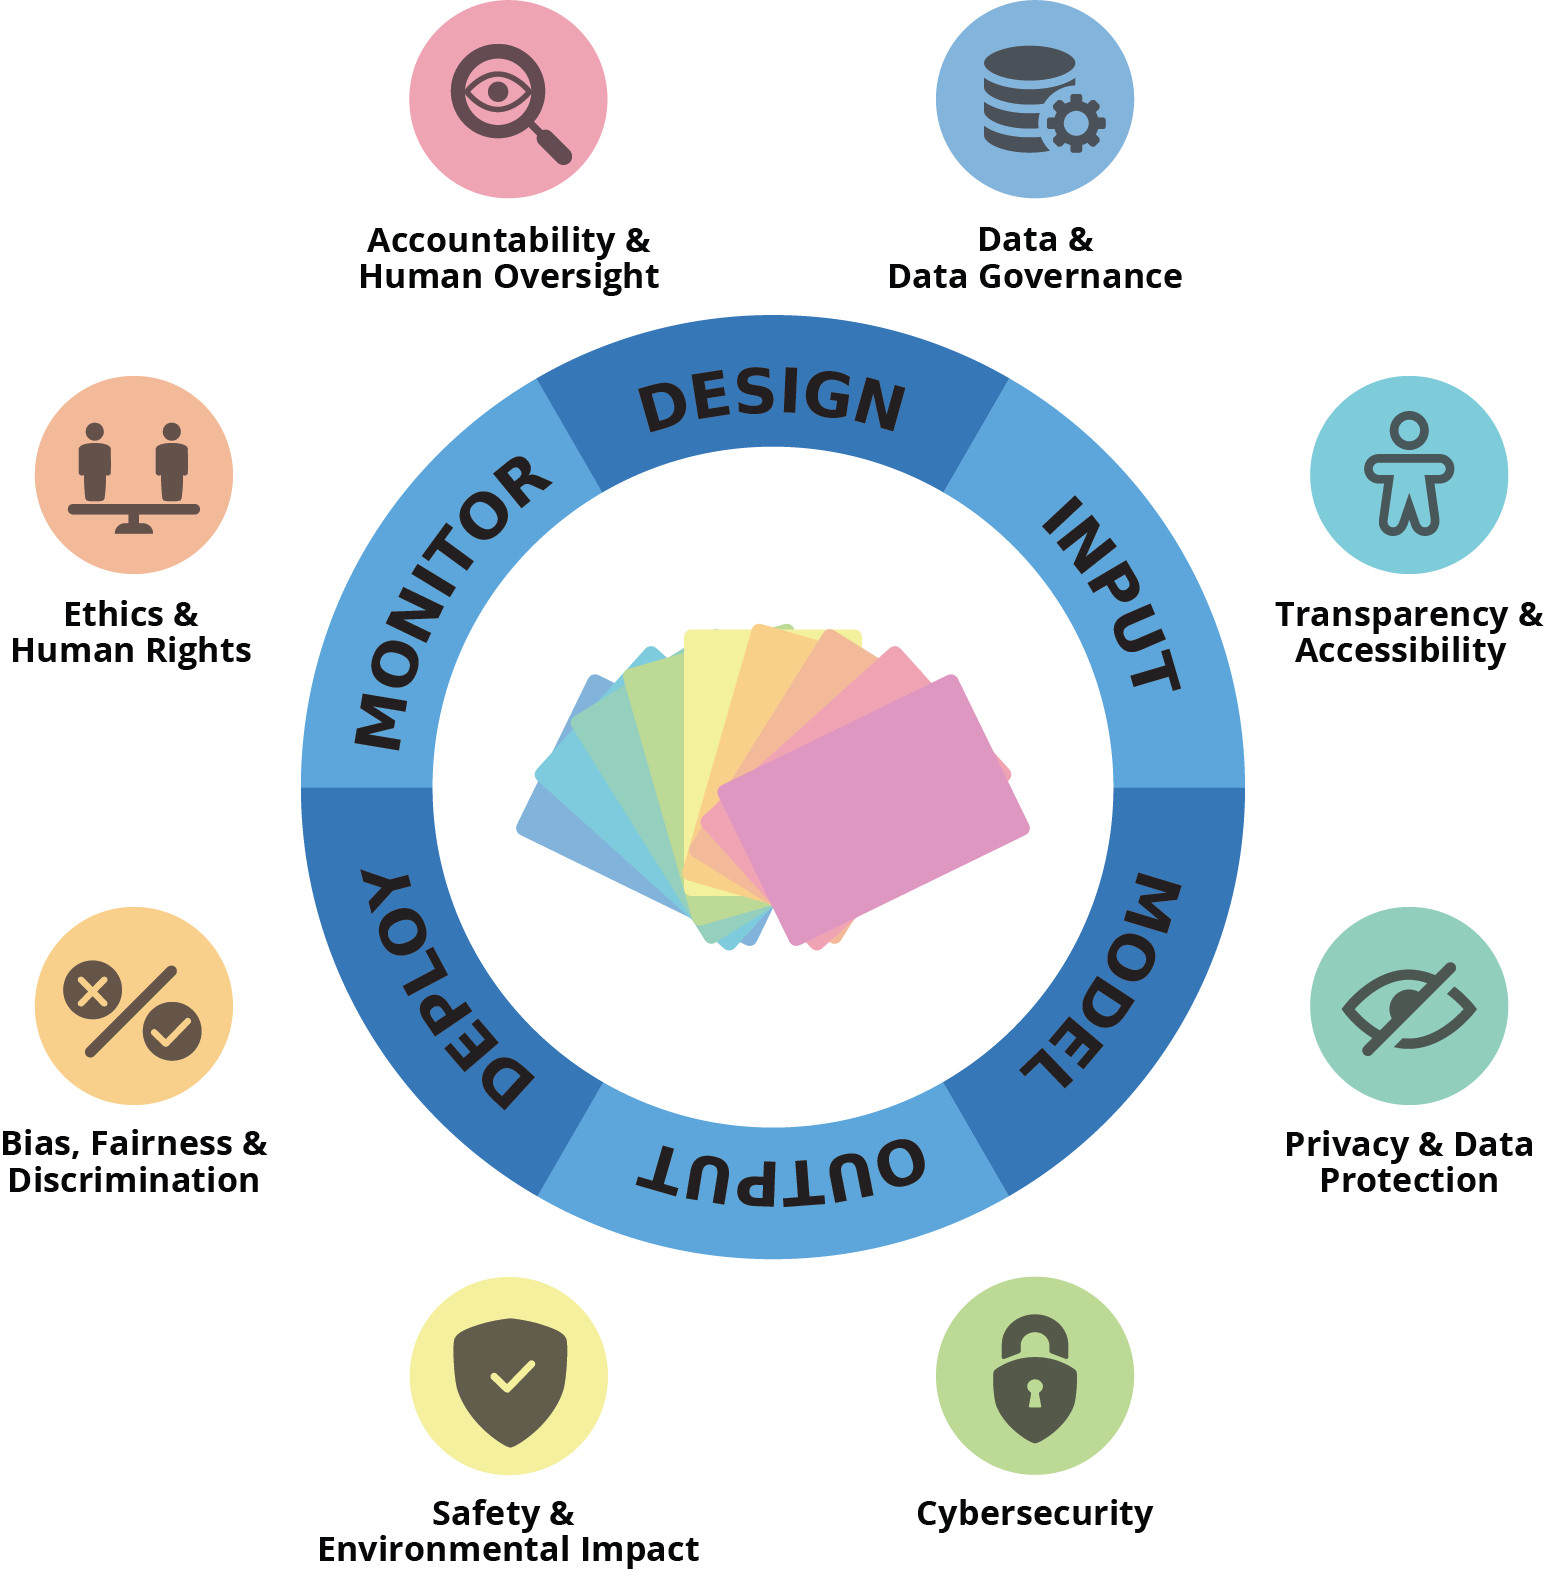 Accountability &
Human Oversight
Data &
Data Governance
DESIGN
INPUT
MODEL
OUTPUT
DEPLOY
MONITOR
Ethics &
Human Rights
Transparency &
Accessibility
Bias, Fairness &
Discrimination
Privacy & Data
Protection
Safety &
Environmental Impact
Cybersecurity